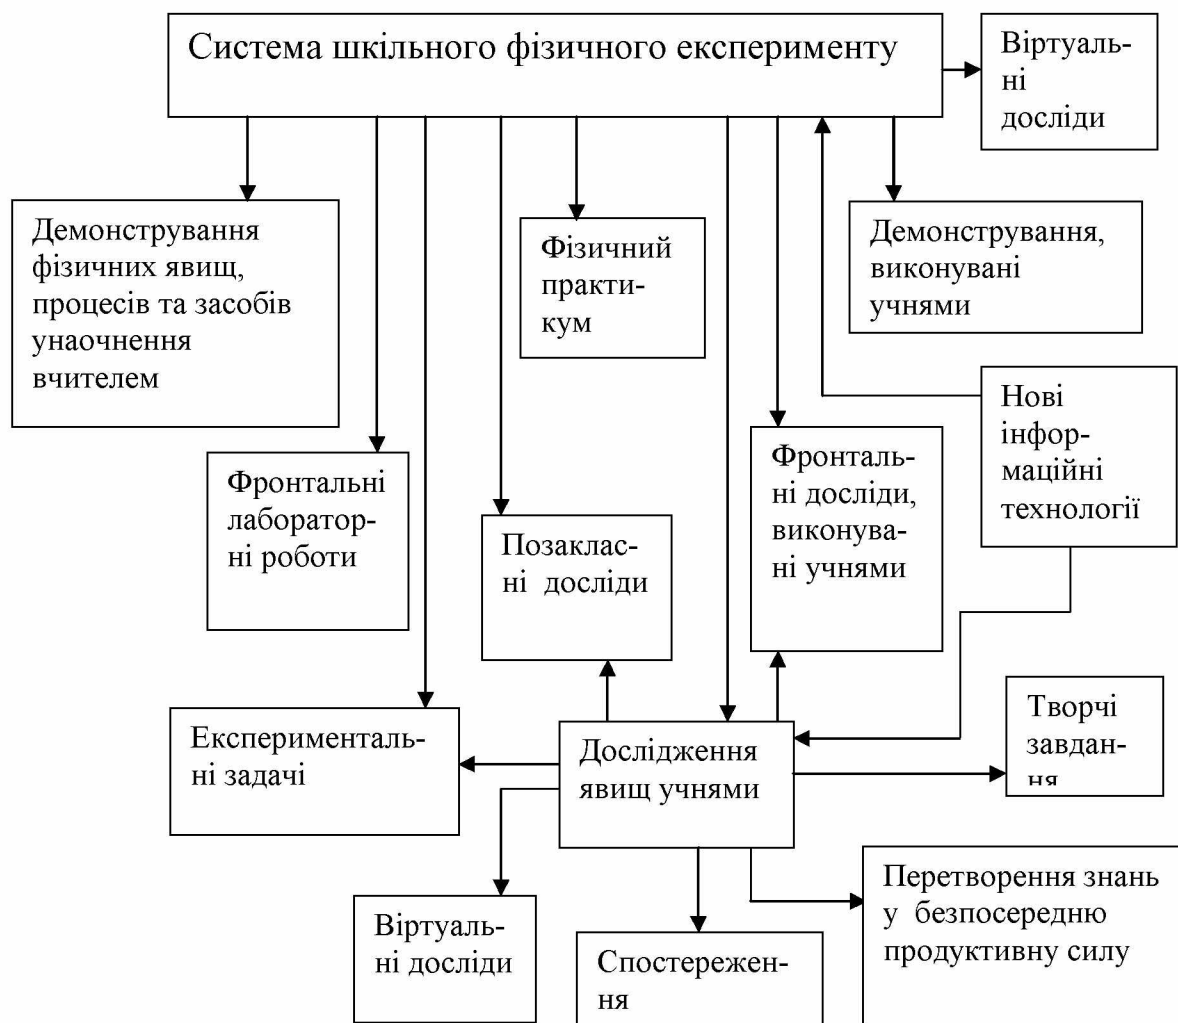 Система шкільного фізичного експерименту
Віртуаль-
ні
досліди
Демонстрування
фізичних явищ,
процесів та засобів
унаочнення
вчителем
Фізичний
практи-
кум
Демонстрування,
виконувані
учнями
Нові
інфор-
маційні
технології
Фронтальні
лаборатор-
ні роботи
Позаклас-
ні досліди
Фронталь-
ні досліди,
виконува-
ні учнями
Експерименталь-
ні задачі
Дослідження
явищ учнями
Творчі
завдан-
ня
Віртуаль-
ні досліди
Спостережен-
ня
Перетворення знань
у безпосередню
продуктивну силу